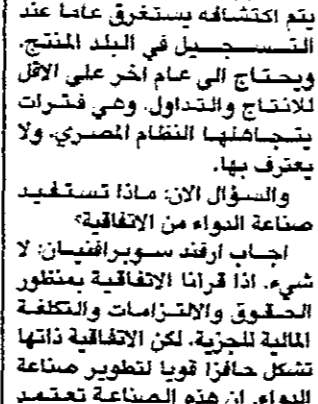 يتم اكتشافه يستغرق عاما عند
التسجيل في البلد المنتج.
ويحتاج الى عام اخر على الاقل
للانتاج والتداول. وهي فترات
يتجاهلها النظام المصري. ولا
يعترف بها.
والسؤال الان: ماذا تستفيد
صناعة الدواء من الاتفاقية؟
اجاب ارفند سوبرامنيان: لا
شيء. اذا قرأنا الاتفاقية بمنظور
الحقوق والالتزامات والتكلفة
المالية للجزية. لكن الاتفاقية ذاتها
تشكل حافزا قويا لتطوير صناعة
الدواء. ان هذه الصناعة تعتمد